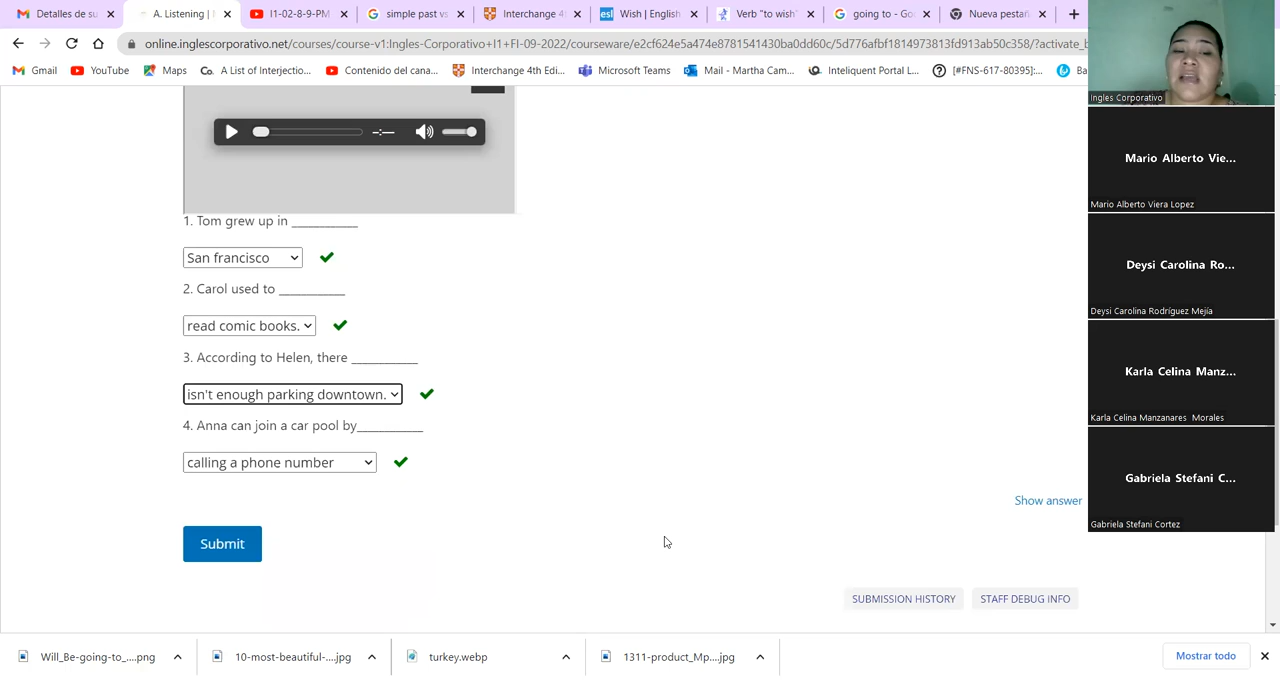 Detalles de su
A. Listening |
I1-02-8-9-PM
simple past vs
Interchange 4
Wish | English
Verb "to wish"
going to - Go
Nueva pestañ
online.inglescorporativo.net/courses/course-v1:Ingles-Corporativo+I1+FI-09-2022/courseware/e2cf624e5a474e8781541430ba0dd60c/5d776afbf1814973813fd913ab50c358/?activate_b
Gmail
YouTube
Maps
Co. A List of Interjectio...
Contenido del cana...
Interchange 4th Edi...
Microsoft Teams
Mail - Martha Cam...
Inteliquent Portal L...
[#FNS-617-80395]:...
Ba
Ingles Corporativo
Mario Alberto Vie...
Mario Alberto Viera Lopez
Deysi Carolina Ro...
Deysi Carolina Rodríguez Mejía
Karla Celina Manz...
Karla Celina Manzanares Morales
Gabriela Stefani C...
Gabriela Stefani Cortez
-:--
1. Tom grew up in ___________
San francisco
2. Carol used to ___________
read comic books.
3. According to Helen, there ___________
isn't enough parking downtown.
4. Anna can join a car pool by___________
calling a phone number
Show answer
Submit
SUBMISSION HISTORY
STAFF DEBUG INFO
Will_Be-going-to_....png
10-most-beautiful-....jpg
turkey.webp
1311-product_Mp....jpg
Mostrar todo